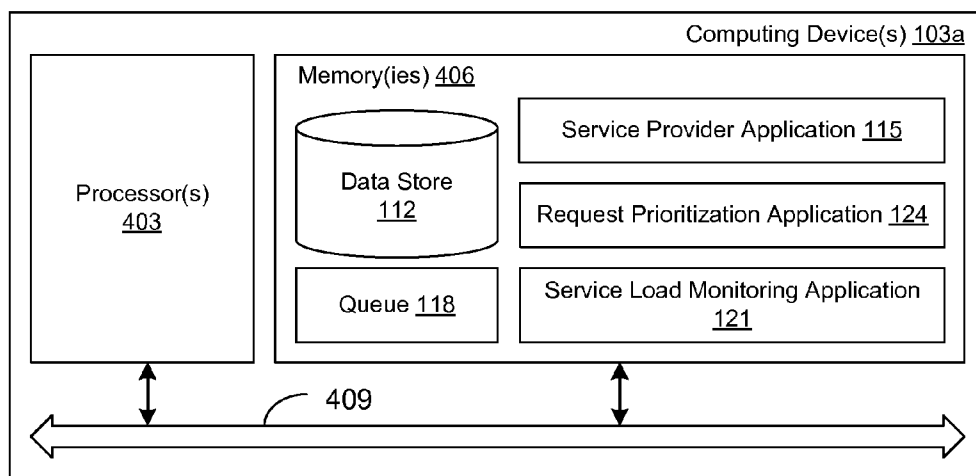 Computing Device(s) 103a
Processor(s)
403
Memory(ies) 406
Data Store
112
Queue 118
Service Provider Application 115
Request Prioritization Application 124
Service Load Monitoring Application
121
409